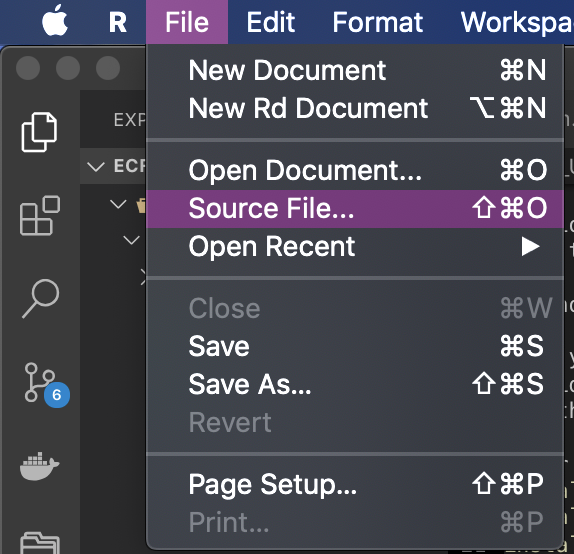 R File Edit Format Workspa
New Document ⌘N
New Rd Document ⌥⌘N
EXP
ECF
Open Document... ⌘O
Source File... ⇧⌘O
Open Recent ▶
Close ⌘W
Save ⌘S
Save As... ⇧⌘S
6
Revert
Page Setup... ⇧⌘P
Print... ⌘P